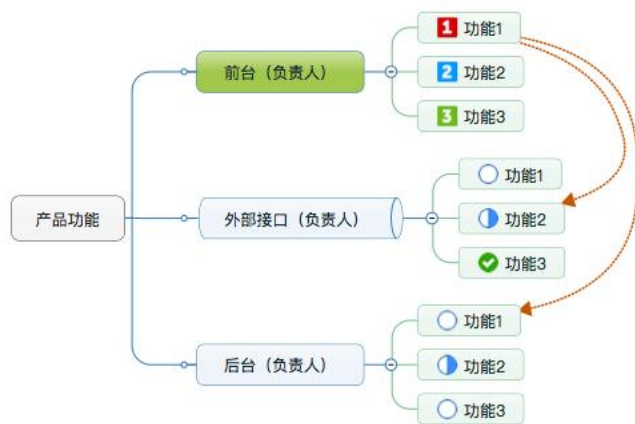 产品功能
前台（负责人）
1 功能1
2 功能2
3 功能3
外部接口（负责人）
功能1
功能2
功能3
后台（负责人）
功能1
功能2
功能3